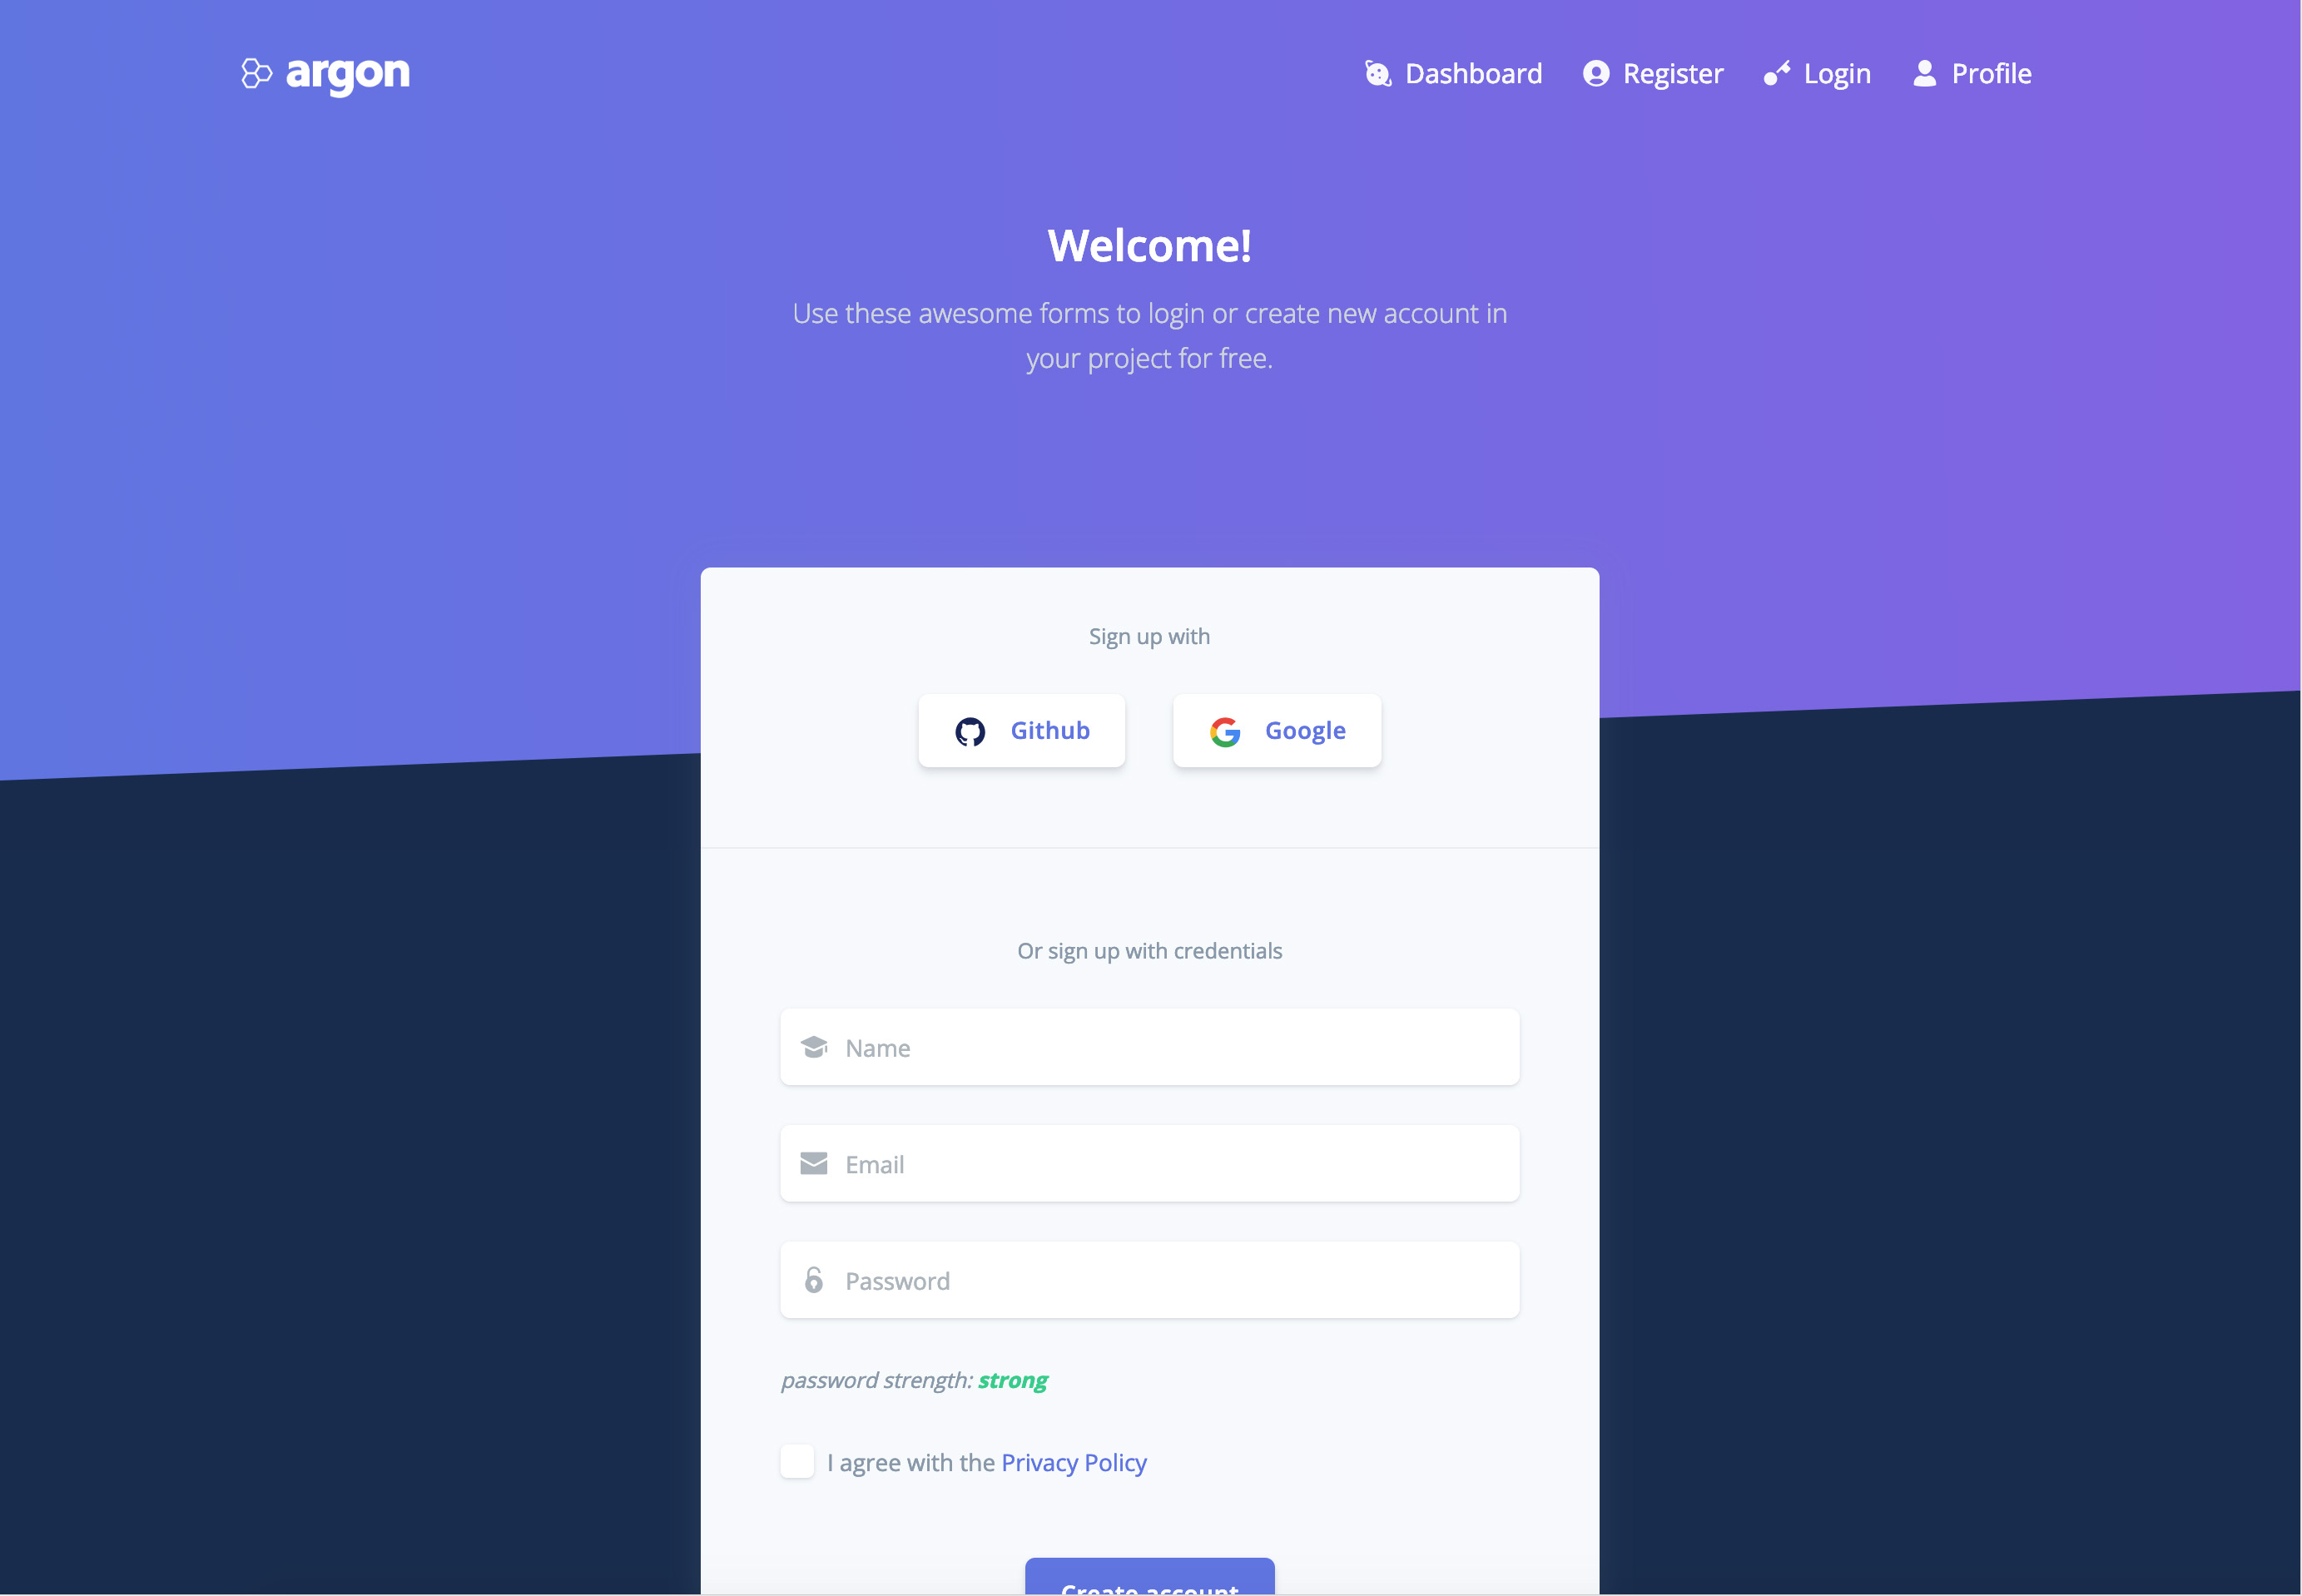 argon
Dashboard
Register
Login
Profile
Welcome!
Use these awesome forms to login or create new account in
your project for free.
Sign up with
Github
Google
Or sign up with credentials
Name
Email
Password
password strength: strong
I agree with the Privacy Policy
Create account